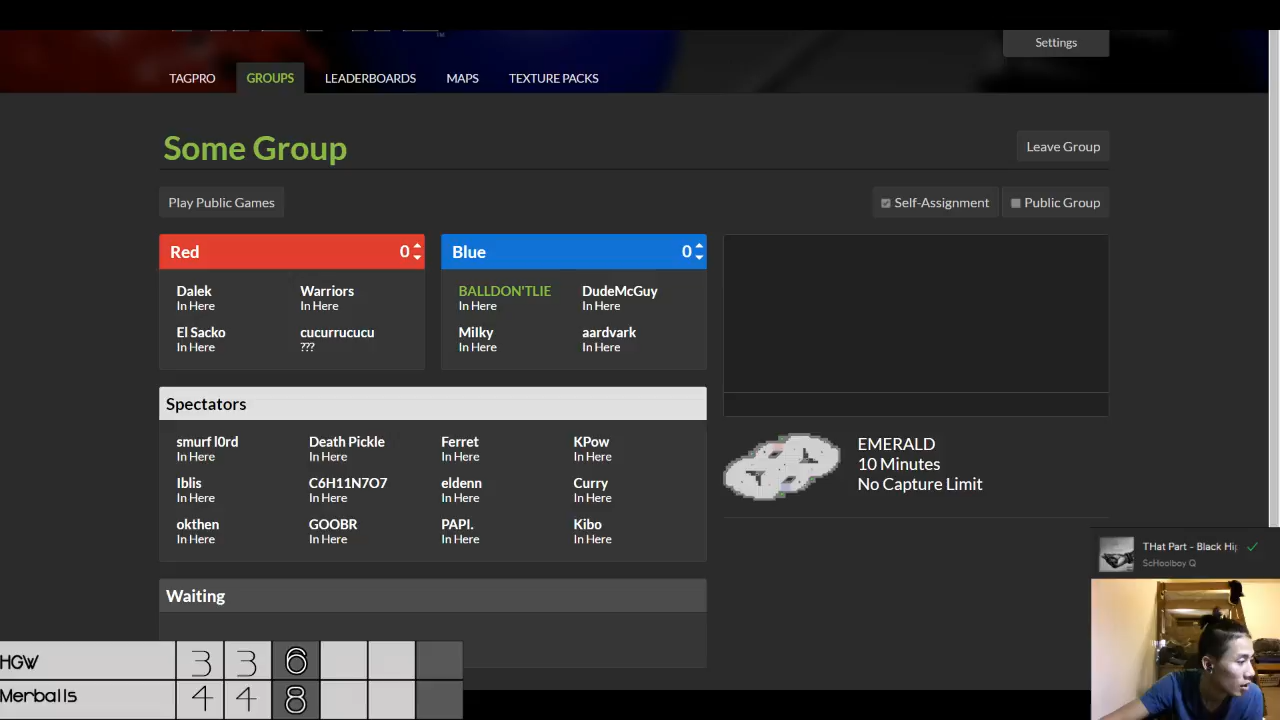 Settings
TAGPRO GROUPS LEADERBOARDS MAPS TEXTURE PACKS
Some Group
Leave Group
Play Public Games
Self-Assignment
Public Group
Red 0
Blue 0
Dalek
In Here
Warriors
In Here
El Sacko
In Here
cucurrucucu
???
BALLDON'TLIE
In Here
DudeMcGuy
In Here
Milky
In Here
aardvark
In Here
Spectators
smurf l0rd
In Here
Death Pickle
In Here
Ferret
In Here
KPow
In Here
Iblis
In Here
C6H11N7O7
In Here
eldenn
In Here
Curry
In Here
okthen
In Here
GOOBR
In Here
PAPI.
In Here
Kibo
In Here
Waiting
EMERALD
10 Minutes
No Capture Limit
THat Part - Black Hip
ScHoolboy Q
HGW 3 3 6
Merballs 4 4 8